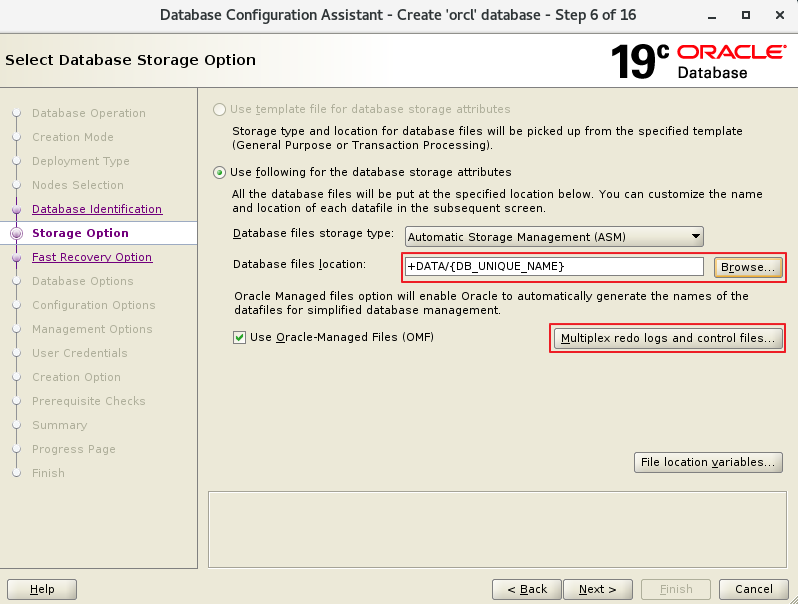 Database Configuration Assistant - Create 'orcl' database - Step 6 of 16
Select Database Storage Option
19c ORACLE
Database
Database Operation
Creation Mode
Deployment Type
Nodes Selection
Database Identification
Storage Option
Fast Recovery Option
Database Options
Configuration Options
Management Options
User Credentials
Creation Option
Prerequisite Checks
Summary
Progress Page
Finish
Use template file for database storage attributes
Storage type and location for database files will be picked up from the specified template
(General Purpose or Transaction Processing).
Use following for the database storage attributes
All the database files will be put at the specified location below. You can customize the name
and location of each datafile in the subsequent screen.
Database files storage type: Automatic Storage Management (ASM)
Database files location: +DATA/{DB_UNIQUE_NAME} Browse...
Oracle Managed files option will enable Oracle to automatically generate the names of the
datafiles for simplified database management.
Use Oracle-Managed Files (OMF) Multiplex redo logs and control files...
File location variables...
Help < Back Next > Finish Cancel